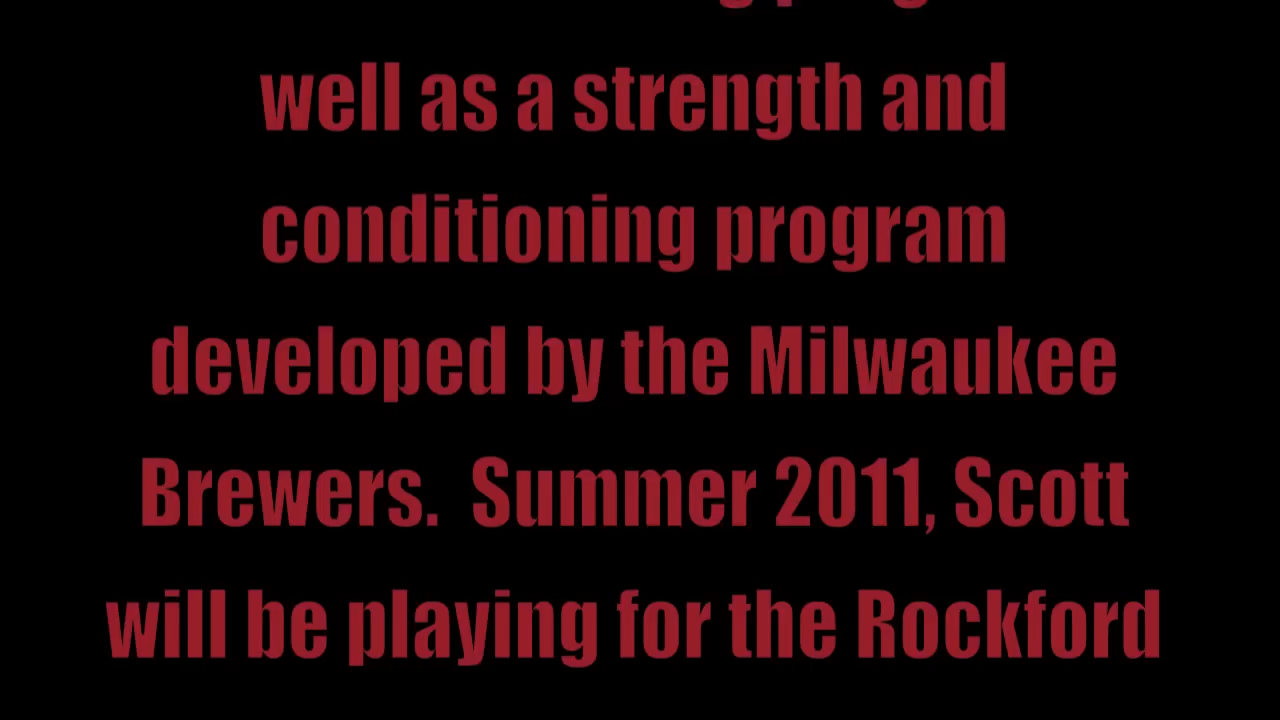 well as a strength and
conditioning program
developed by the Milwaukee
Brewers.  Summer 2011, Scott
will be playing for the Rockford